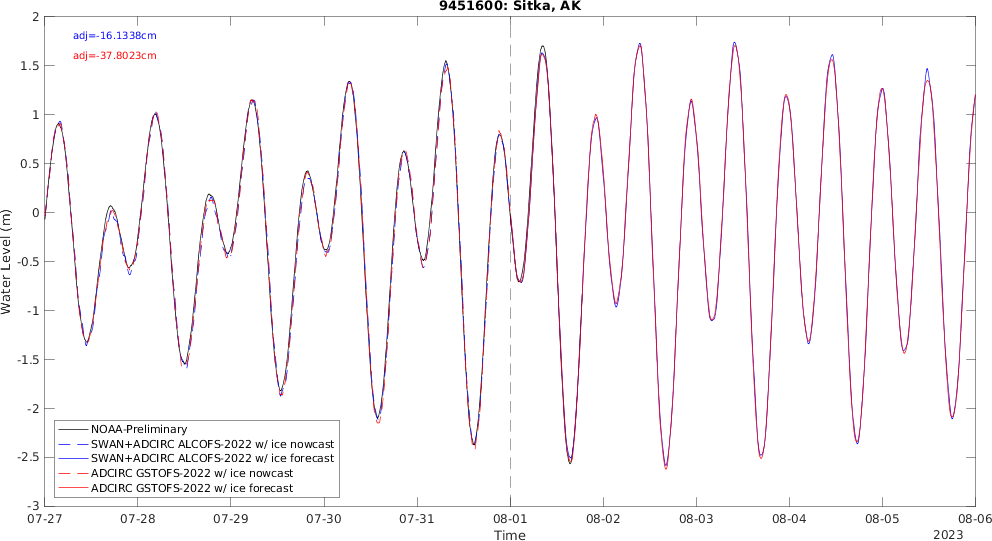 9451600: Sitka, AK
adj=-16.1338cm
adj=-37.8023cm
2
1.5
1
0.5
0
-0.5
-1
-1.5
-2
-2.5
-3
Water Level (m)
NOAA-Preliminary
SWAN+ADCIRC ALCOFS-2022 w/ ice nowcast
SWAN+ADCIRC ALCOFS-2022 w/ ice forecast
ADCIRC GSTOFS-2022 w/ ice nowcast
ADCIRC GSTOFS-2022 w/ ice forecast
07-27 07-28 07-29 07-30 07-31 08-01 08-02 08-03 08-04 08-05 08-06
Time
2023